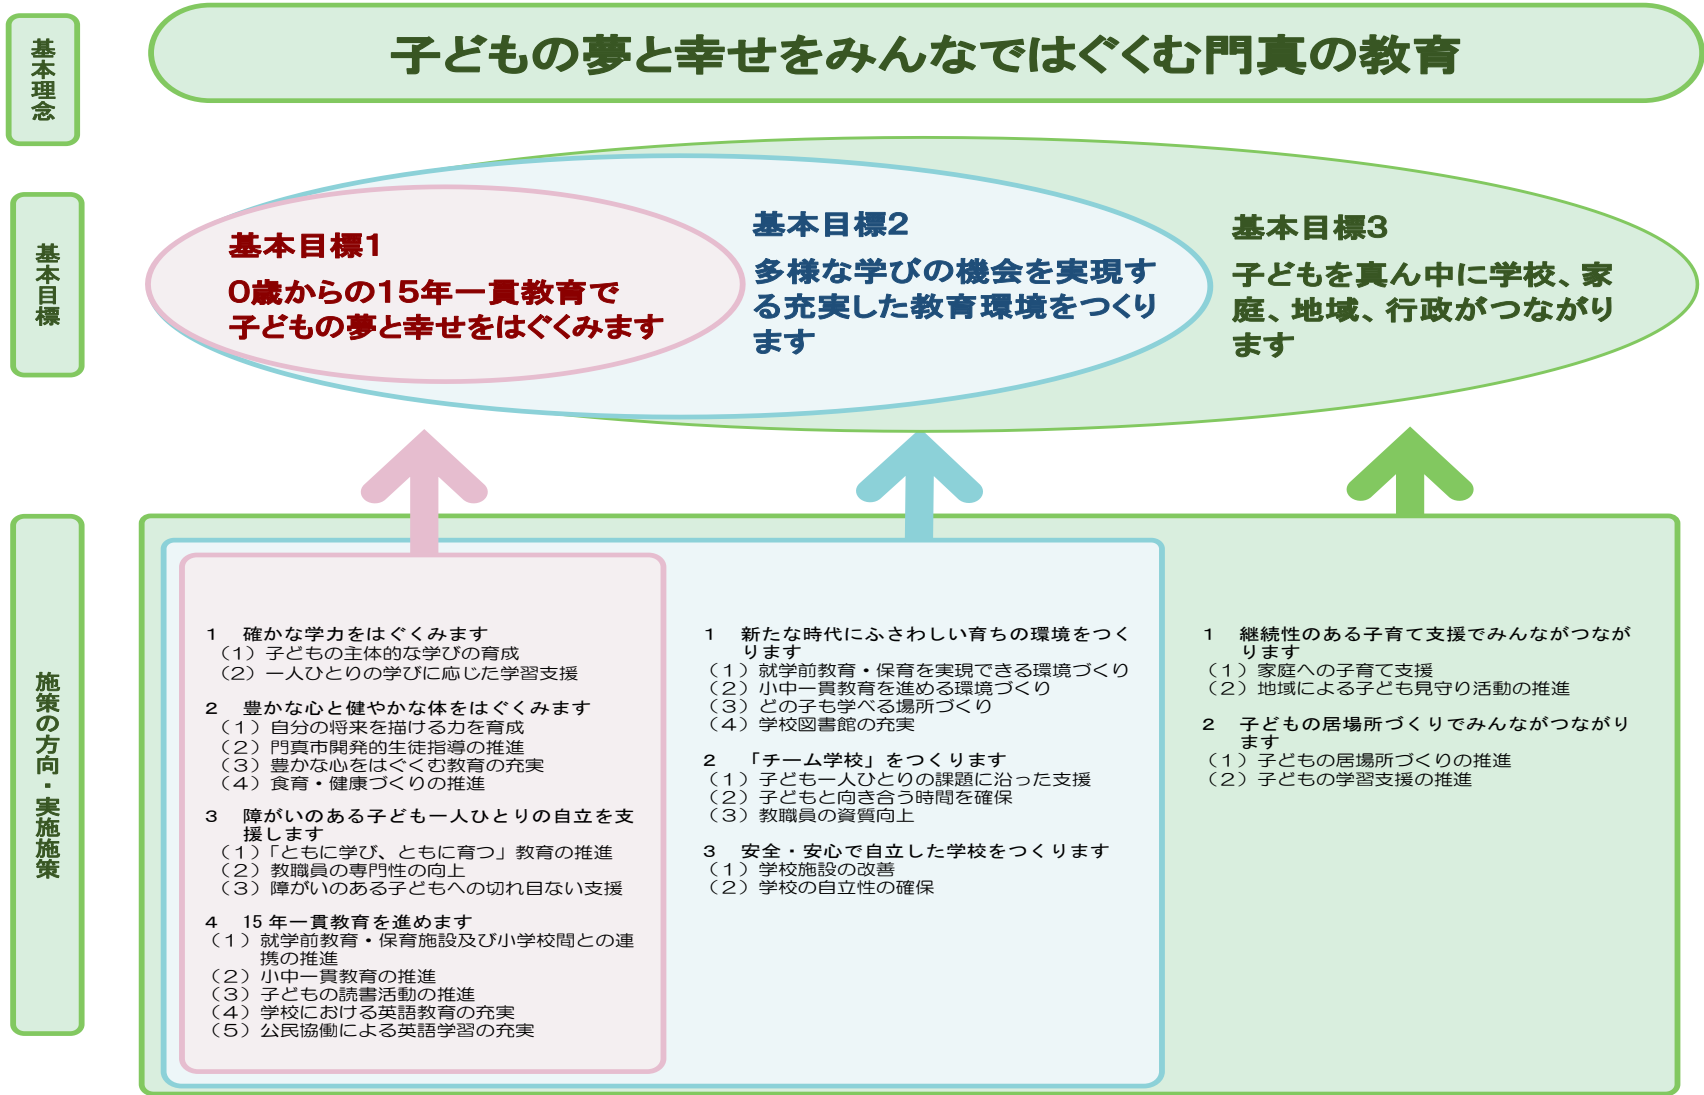 基本理念
子どもの夢と幸せをみんなではぐくむ門真の教育
基本目標
基本目標1
0歳からの15年一貫教育で
子どもの夢と幸せをはぐくみます
基本目標2
多様な学びの機会を実現す
る充実した教育環境をつくり
ます
基本目標3
子どもを真ん中に学校、家
庭、地域、行政がつながり
ます
施策の方向・実施施策
1 確かな学力をはぐくみます
（1）子どもの主体的な学びの育成
（2）一人ひとりの学びに応じた学習支援
2 豊かな心と健やかな体をはぐくみます
（1）自分の将来を描ける力を育成
（2）門真市開発的生徒指導の推進
（3）豊かな心をはぐくむ教育の充実
（4）食育・健康づくりの推進
3 障がいのある子ども一人ひとりの自立を支
援します
（1）「ともに学び、ともに育つ」教育の推進
（2）教職員の専門性の向上
（3）障がいのある子どもへの切れ目ない支援
4 15 年一貫教育を進めます
（1）就学前教育・保育施設及び小学校間との連
携の推進
（2）小中一貫教育の推進
（3）子どもの読書活動の推進
（4）学校における英語教育の充実
（5）公民協働による英語学習の充実
1 新たな時代にふさわしい育ちの環境をつく
ります
（1）就学前教育・保育を実現できる環境づくり
（2）小中一貫教育を進める環境づくり
（3）どの子も学べる場所づくり
（4）学校図書館の充実
2 「チーム学校」をつくります
（1）子ども一人ひとりの課題に沿った支援
（2）子どもと向き合う時間を確保
（3）教職員の資質向上
3 安全・安心で自立した学校をつくります
（1）学校施設の改善
（2）学校の自立性の確保
1 継続性のある子育て支援でみんながつなが
ります
（1）家庭への子育て支援
（2）地域による子ども見守り活動の推進
2 子どもの居場所づくりでみんながつながり
ます
（1）子どもの居場所づくりの推進
（2）子どもの学習支援の推進